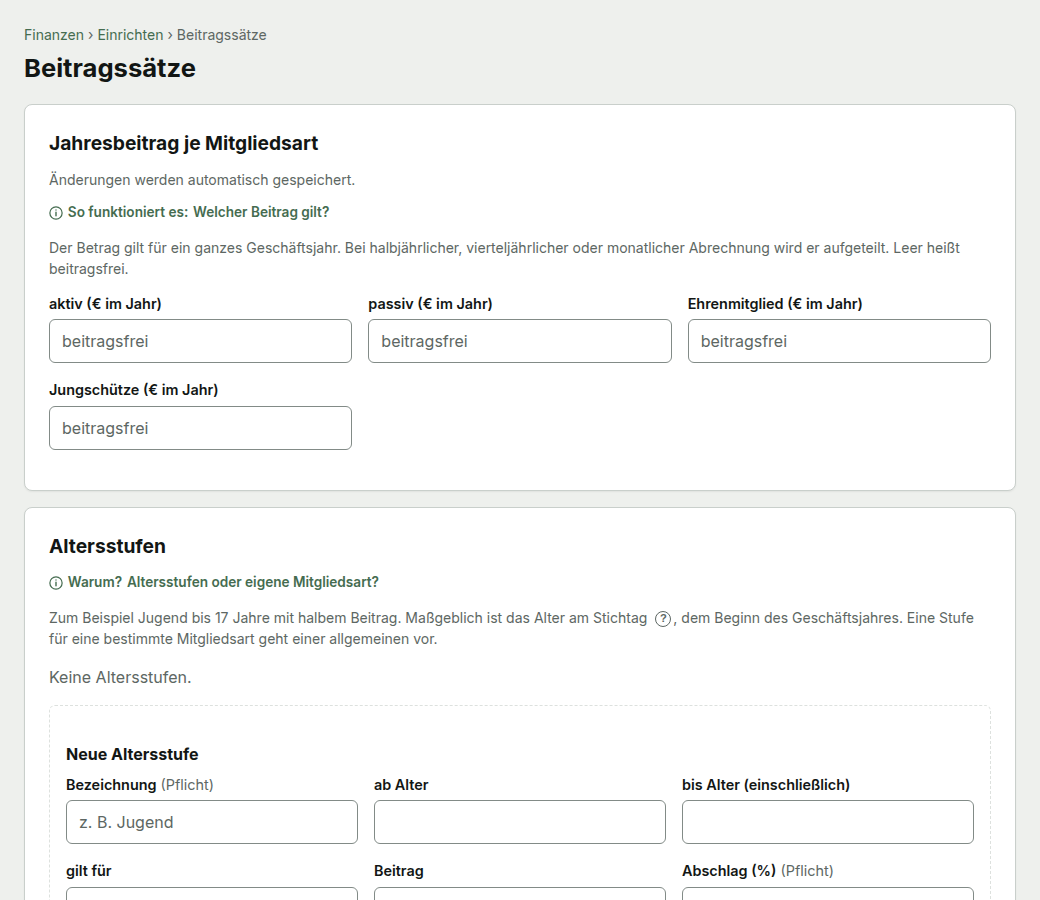 Finanzen › Einrichten › Beitragssätze
Beitragssätze
Jahresbeitrag je Mitgliedsart
Änderungen werden automatisch gespeichert.
So funktioniert es: Welcher Beitrag gilt?
Der Betrag gilt für ein ganzes Geschäftsjahr. Bei halbjährlicher, vierteljährlicher oder monatlicher Abrechnung wird er aufgeteilt. Leer heißt
beitragsfrei.
aktiv (€ im Jahr) passiv (€ im Jahr) Ehrenmitglied (€ im Jahr)
beitragsfrei beitragsfrei beitragsfrei
Jungschütze (€ im Jahr)
beitragsfrei
Altersstufen
Warum? Altersstufen oder eigene Mitgliedsart?
Zum Beispiel Jugend bis 17 Jahre mit halbem Beitrag. Maßgeblich ist das Alter am Stichtag ?, dem Beginn des Geschäftsjahres. Eine Stufe
für eine bestimmte Mitgliedsart geht einer allgemeinen vor.
Keine Altersstufen.
Neue Altersstufe
Bezeichnung (Pflicht) ab Alter bis Alter (einschließlich)
z. B. Jugend
gilt für Beitrag Abschlag (%) (Pflicht)